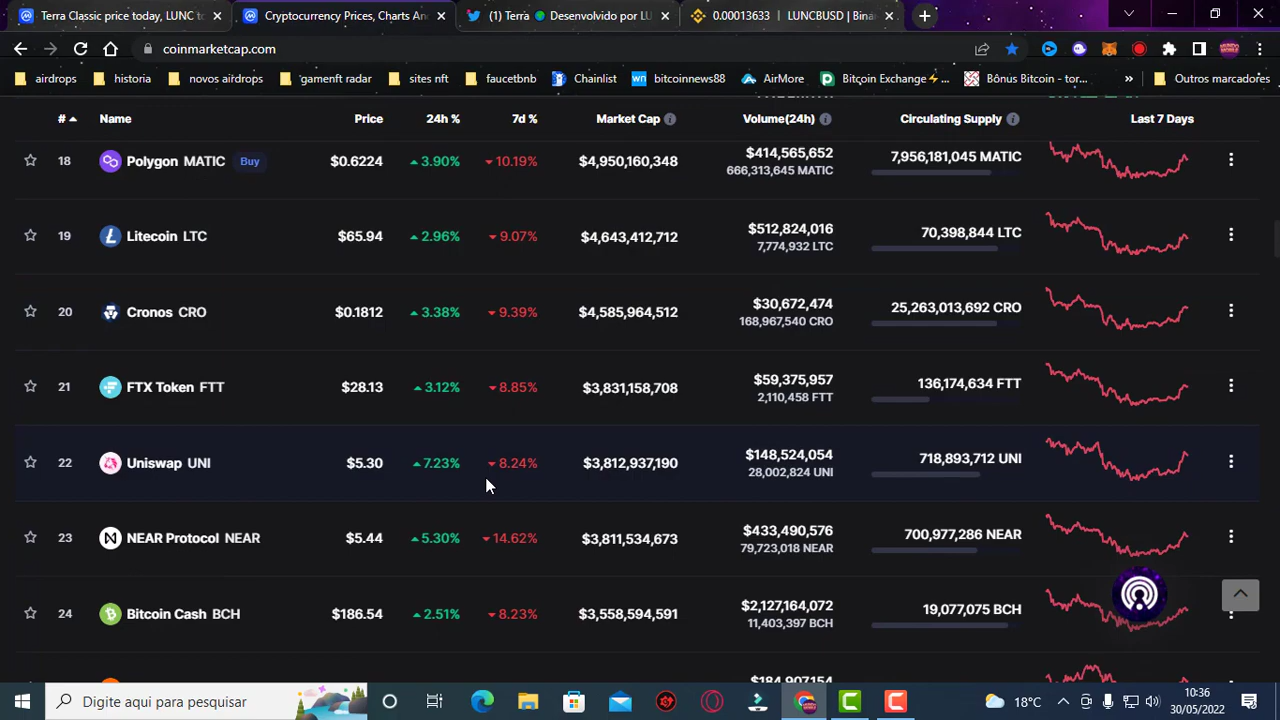 Terra Classic price today, LUNC to
Cryptocurrency Prices, Charts An
(1) Terra Desenvolvido por LU
0.00013633 | LUNCBUSD | Binan
coinmarketcap.com
airdrops
historia
novos airdrops
'gamenft radar
sites nft
faucetbnb
Chainlist
wn bitcoinnews88
AirMore
Bitcoin Exchange⚡...
Bônus Bitcoin - tor...
»
Outros marcadores
# Name Price 24h % 7d % Market Cap Volume(24h) Circulating Supply Last 7 Days
18 Polygon MATIC Buy $0.6224 3.90% 10.19% $4,950,160,348 $414,565,652 7,956,181,045 MATIC
666,313,645 MATIC
19 Litecoin LTC $65.94 2.96% 9.07% $4,643,412,712 $512,824,016 70,398,844 LTC
7,774,932 LTC
20 Cronos CRO $0.1812 3.38% 9.39% $4,585,964,512 $30,672,474 25,263,013,692 CRO
168,967,540 CRO
21 FTX Token FTT $28.13 3.12% 8.85% $3,831,158,708 $59,375,957 136,174,634 FTT
2,110,458 FTT
22 Uniswap UNI $5.30 7.23% 8.24% $3,812,937,190 $148,524,054 718,893,712 UNI
28,002,824 UNI
23 NEAR Protocol NEAR $5.44 5.30% 14.62% $3,811,534,673 $433,490,576 700,977,286 NEAR
79,723,018 NEAR
24 Bitcoin Cash BCH $186.54 2.51% 8.23% $3,558,594,591 $2,127,164,072 19,077,075 BCH
11,403,397 BCH
$184,907,154
Digite aqui para pesquisar
18°C
10:36
30/05/2022